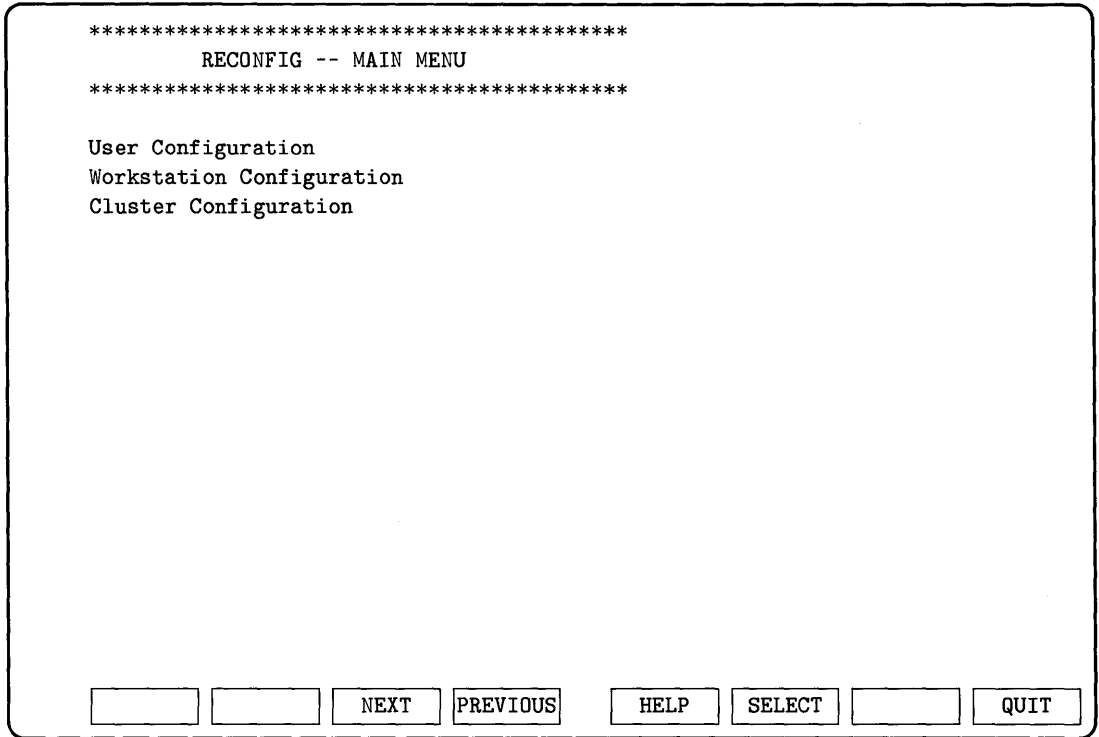 *******************************************
RECONFIG -- MAIN MENU
*******************************************
User Configuration
Workstation Configuration
Cluster Configuration
NEXT PREVIOUS HELP SELECT QUIT